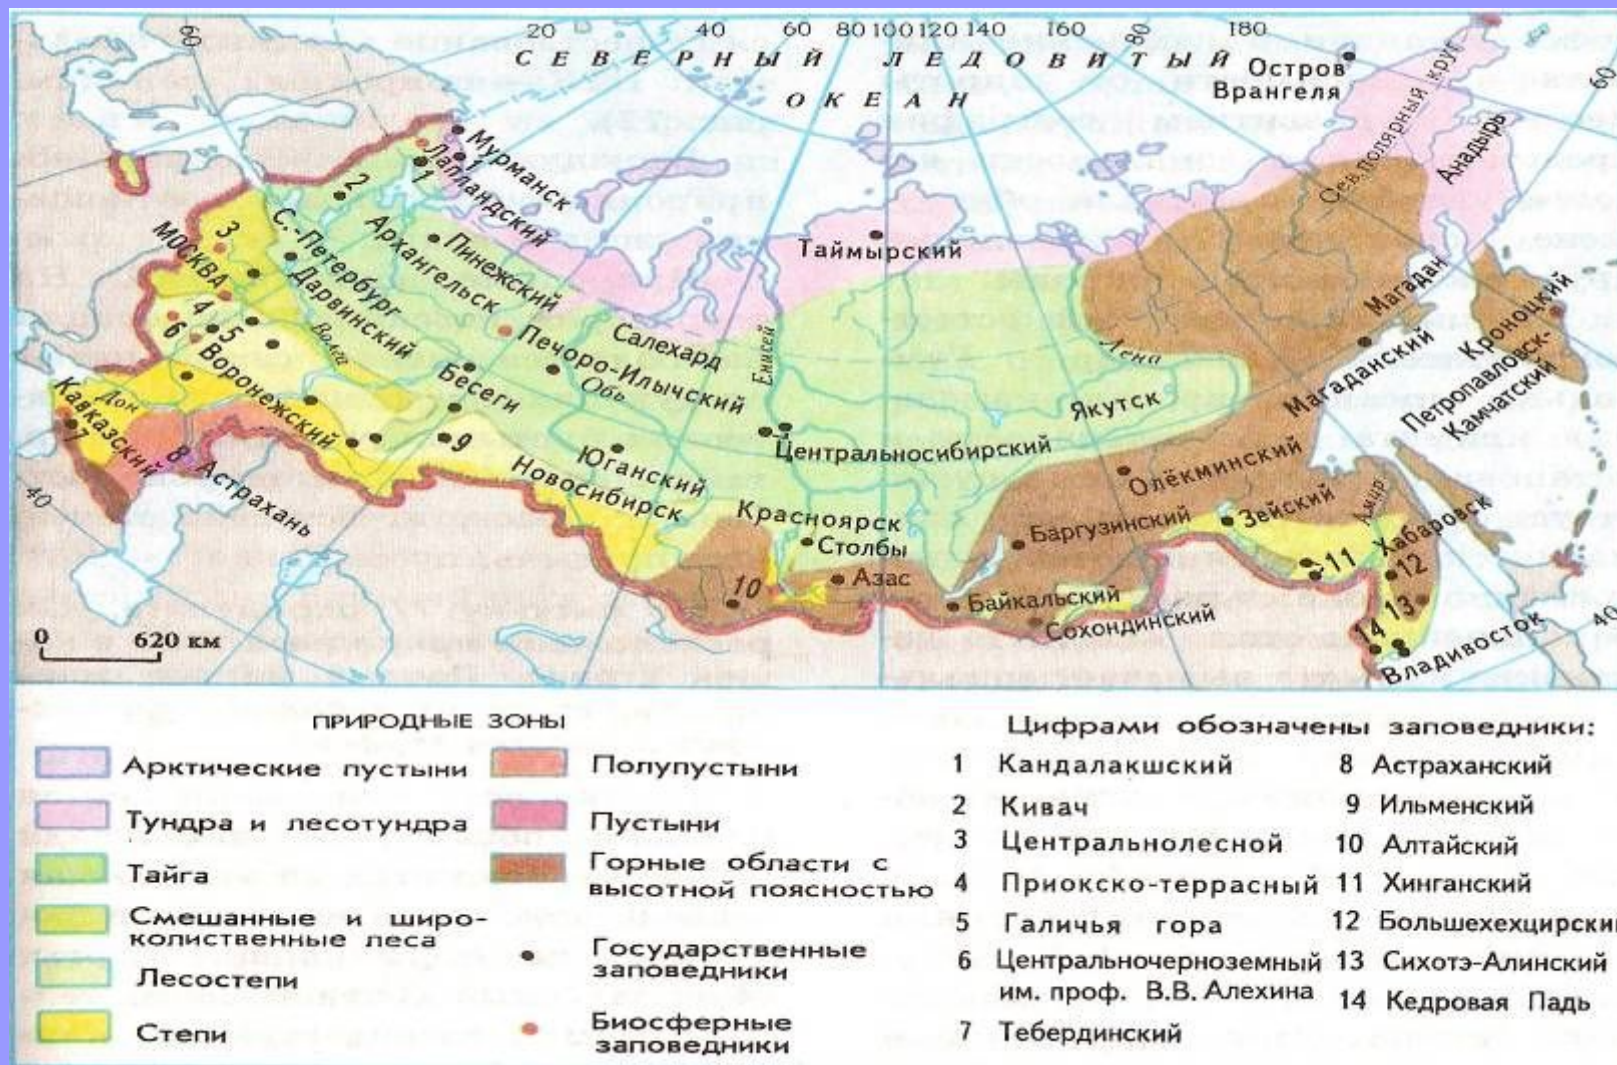 60 20 40 60 80 100 120 140 160 80 180 60
СЕВЕРНЫЙ ЛЕДОВИТЫЙ
ОКЕАН
Остров
Врангеля
Сев. полярный круг
Анадырь
Мурманск
Лапландский
1
2
Архангельск
Пинежский
3
С.-Петербург
МОСКВА
Дарвинский
4
5
6
Волга
Воронежский
Печоро-Илычский
Салехард
Таймырский
Енисей
Лена
Магадан
Магаданский
Кроноцкий
Петропавловск-
Камчатский
Бесеги
Обь
Якутск
Дон
Кавказский
7
8
Астрахань
9
Юганский
Новосибирск
Центральносибирский
Олёкминский
Красноярск
Столбы
Баргузинский
Зейский
Амур
Хабаровск
10
Азас
Байкальский
Сохондинский
11
12
13
14
Владивосток
40
40
0 620 км
ПРИРОДНЫЕ ЗОНЫ
Арктические пустыни
Тундра и лесотундра
Тайга
Смешанные и широ-
колиственные леса
Лесостепи
Степи
Полупустыни
Пустыни
Горные области с
высотной поясностью
Государственные
заповедники
Биосферные
заповедники
Цифрами обозначены заповедники:
1 Кандалакшский
2 Кивач
3 Центральнолесной
4 Приокско-террасный
5 Галичья гора
6 Центральночерноземный
им. проф. В.В. Алехина
7 Тебердинский
8 Астраханский
9 Ильменский
10 Алтайский
11 Хинганский
12 Большехехцирский
13 Сихотэ-Алинский
14 Кедровая Падь